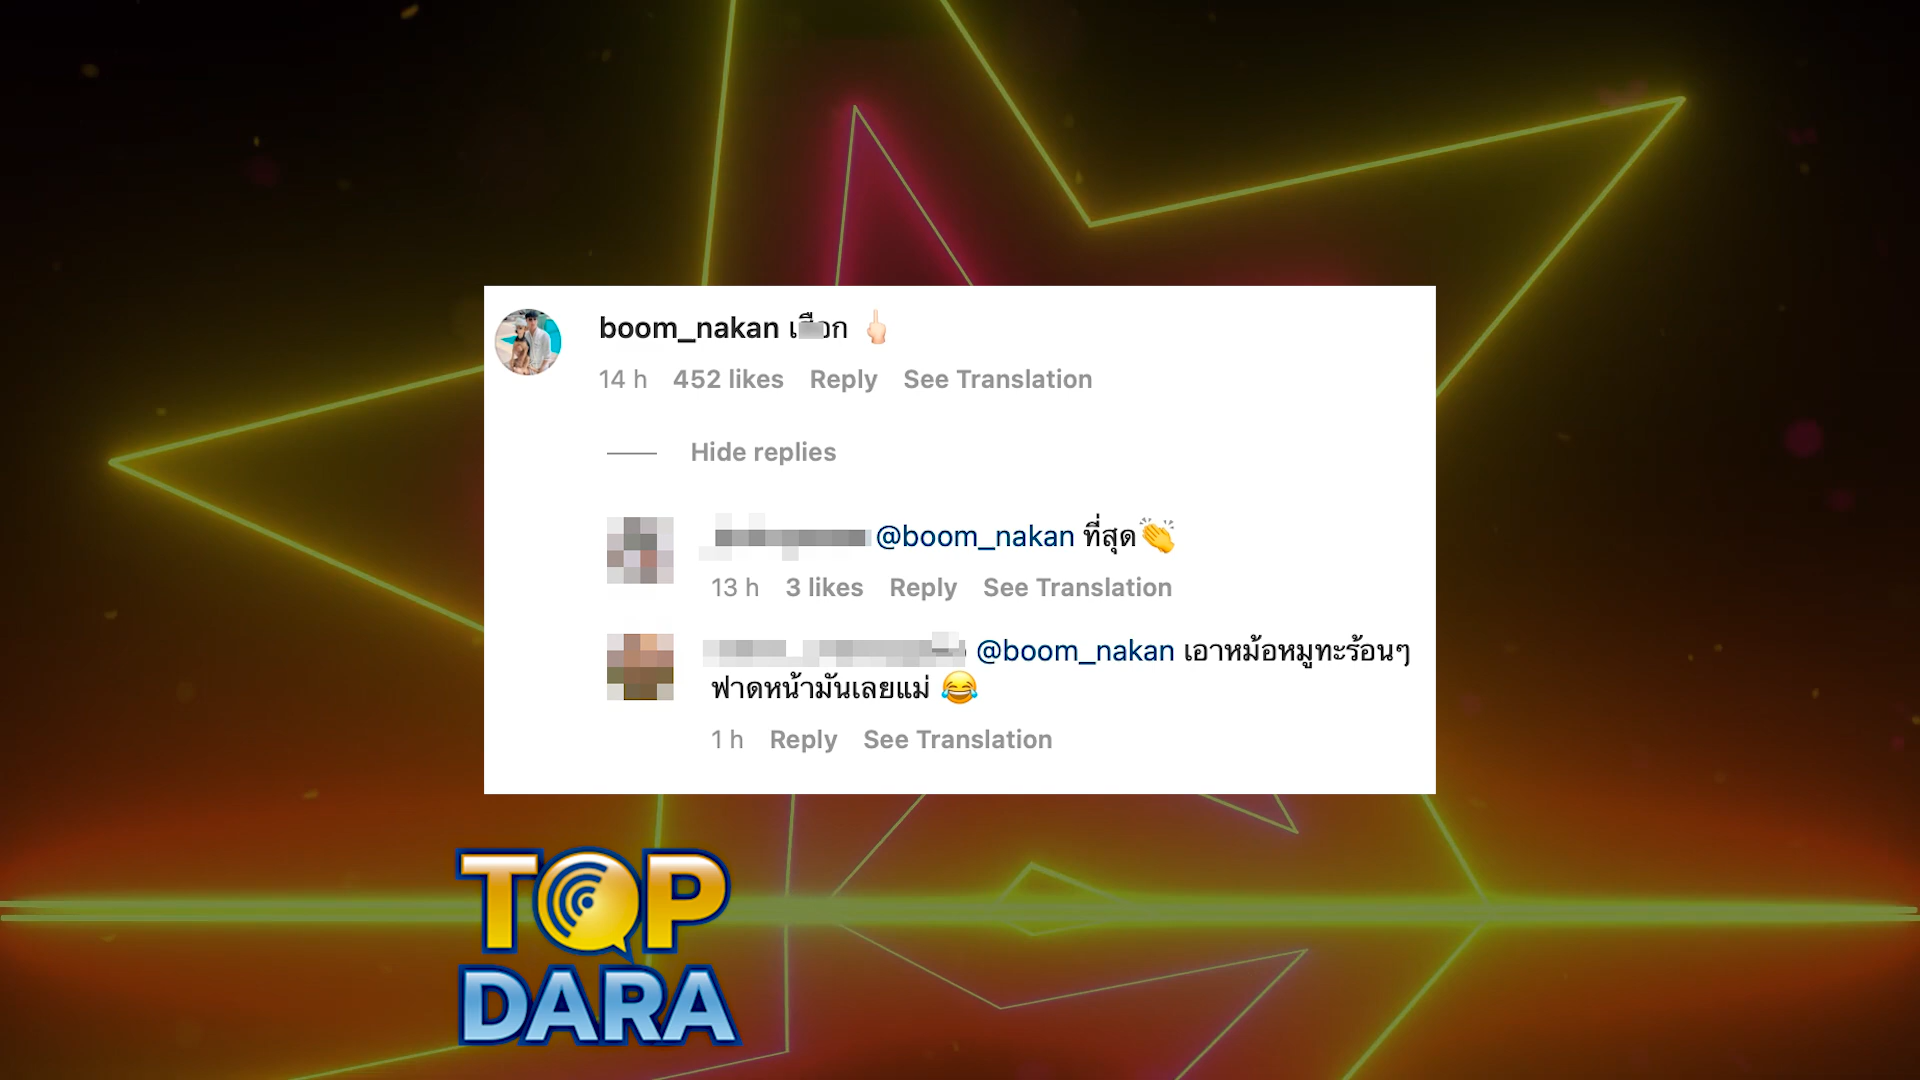 boom_nakan 🖕🏻
14 h 452 likes Reply See Translation
Hide replies
@boom_nakan ที่สุด👏
13 h 3 likes Reply See Translation
@boom_nakan เอาหม้อหมูทะร้อนๆ
ฟาดหน้ามันเลยแม่ 😂
1 h Reply See Translation
TOP
DARA